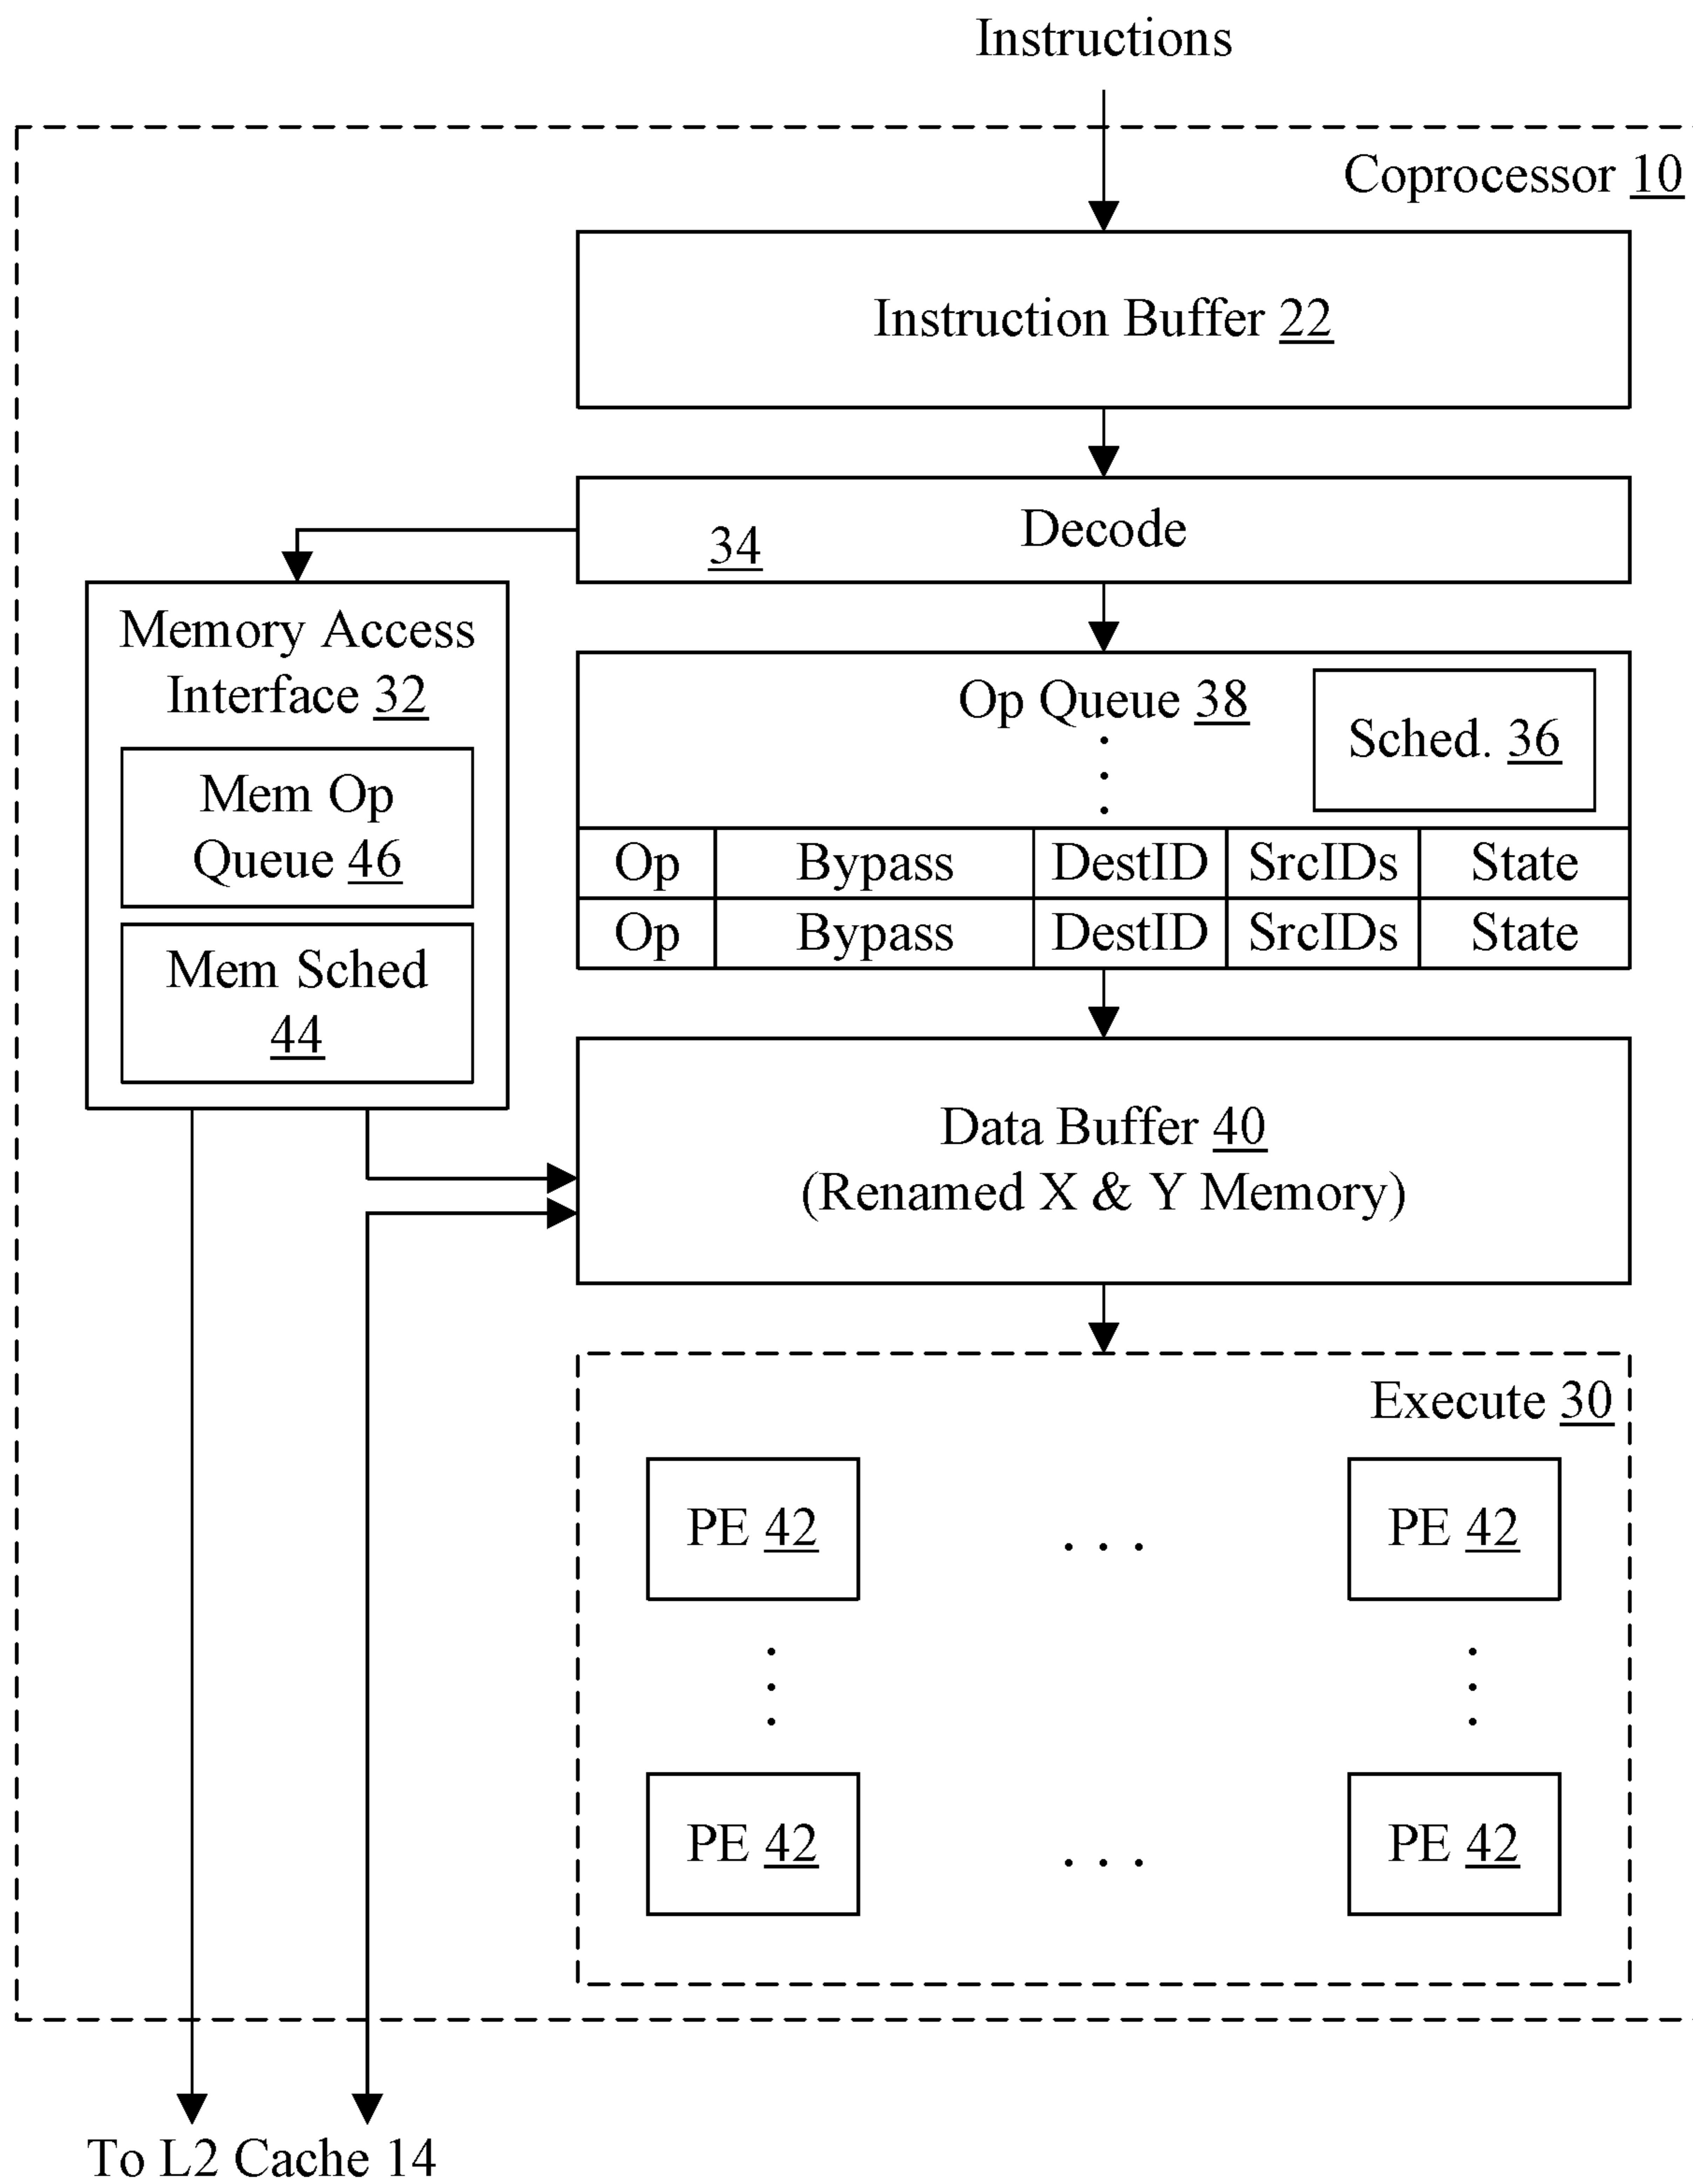 Instructions
Coprocessor 10
Instruction Buffer 22
Decode
34
Memory Access
Interface 32
Mem Op
Queue 46
Mem Sched
44
Op Queue 38
Sched. 36
Op Bypass DestID SrcIDs State
Op Bypass DestID SrcIDs State
Data Buffer 40
(Renamed X & Y Memory)
Execute 30
PE 42 . . . PE 42
PE 42 . . . PE 42
To L2 Cache 14